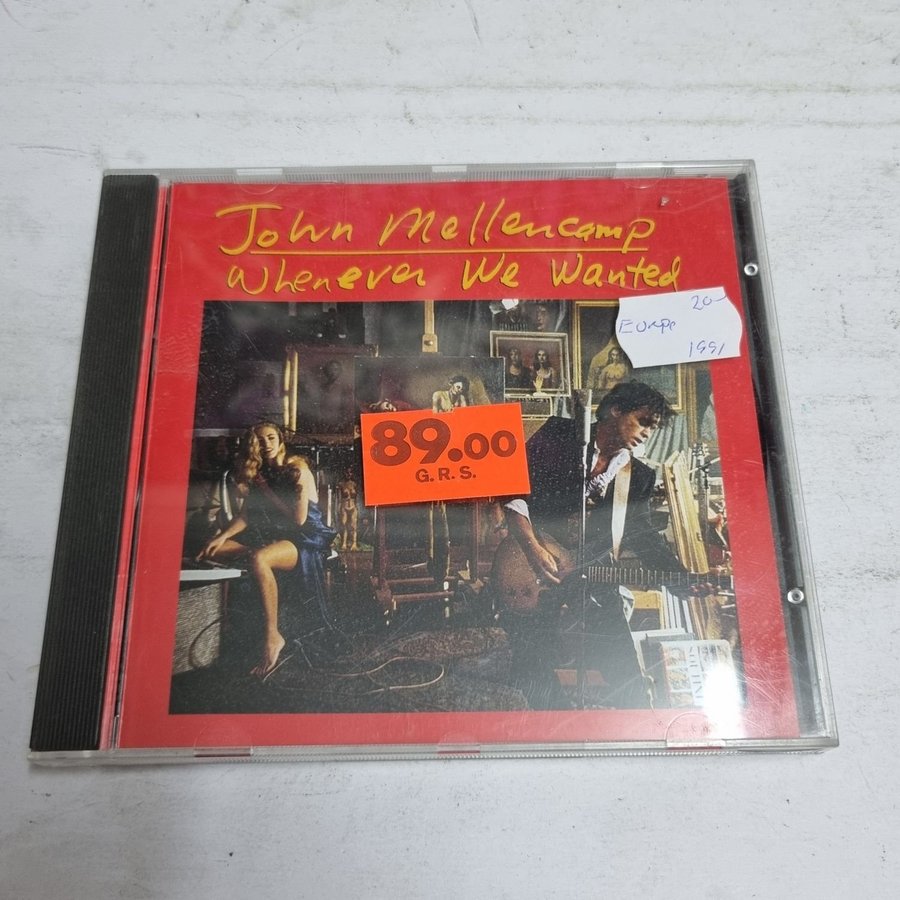 John Mellencamp
Whenever We Wanted
20-
Europe
1991
89.00
G.R.S.